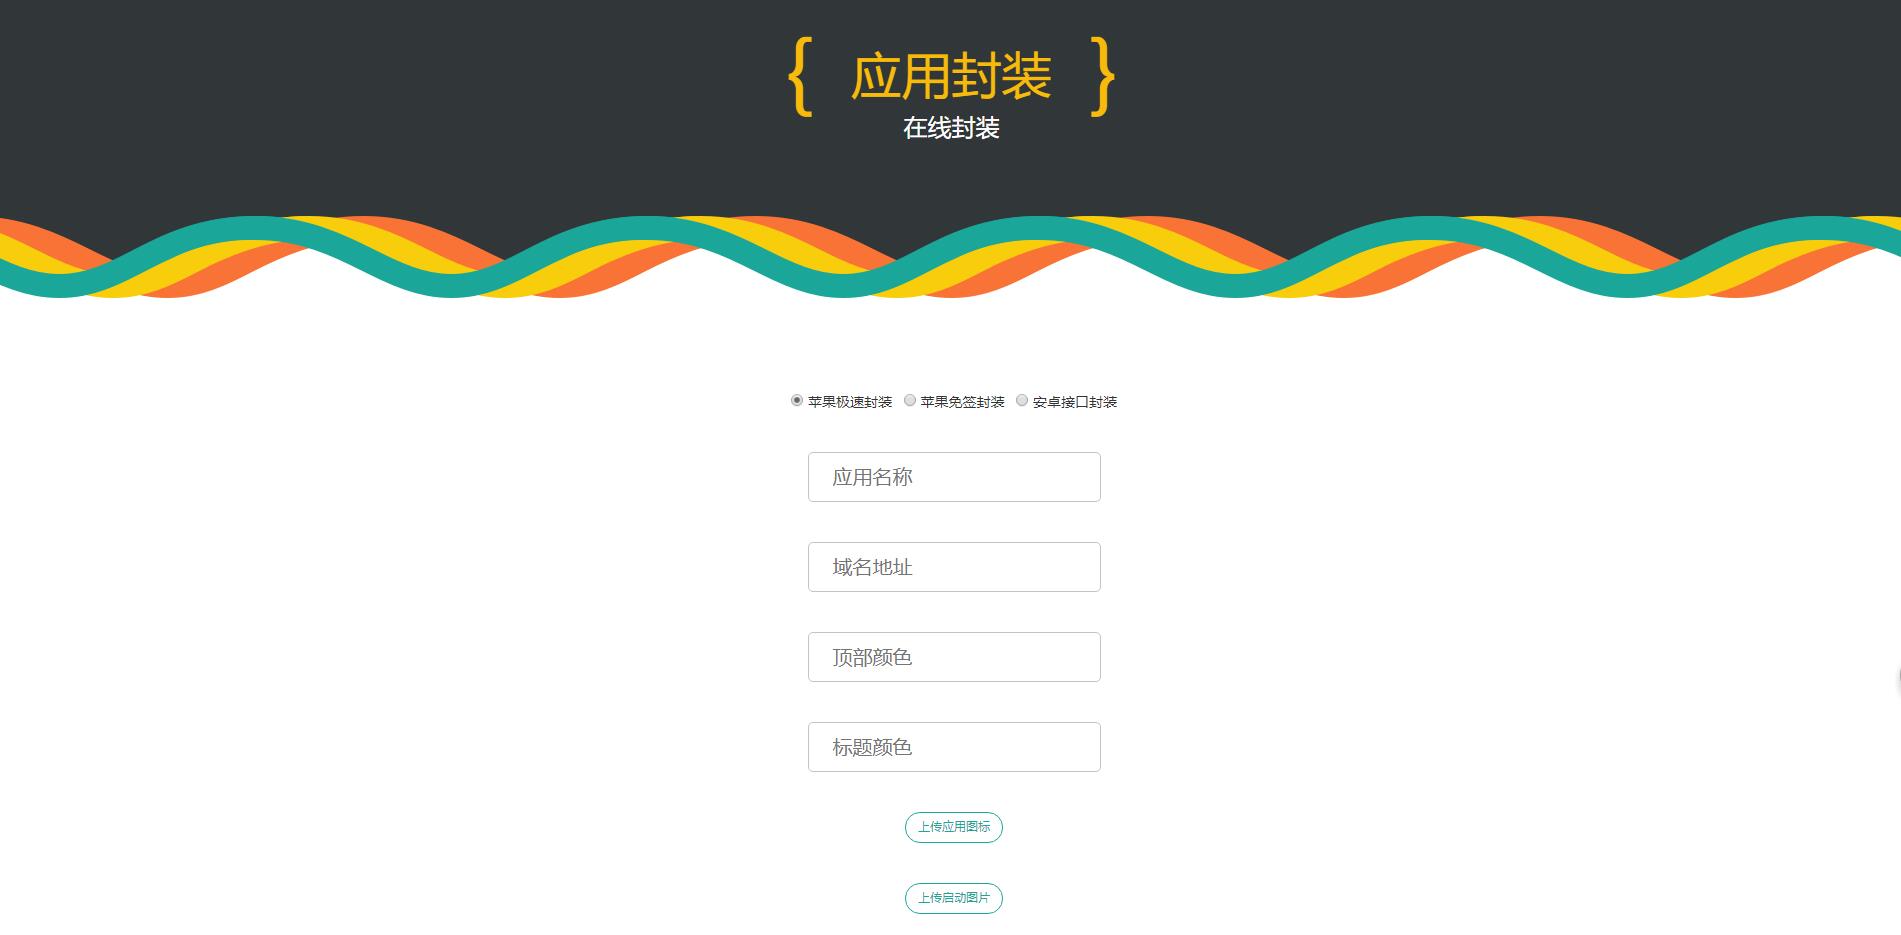 { 应用封装 }
在线封装
苹果极速封装 苹果免签封装 安卓接口封装
应用名称
域名地址
顶部颜色
标题颜色
上传应用图标
上传启动图片